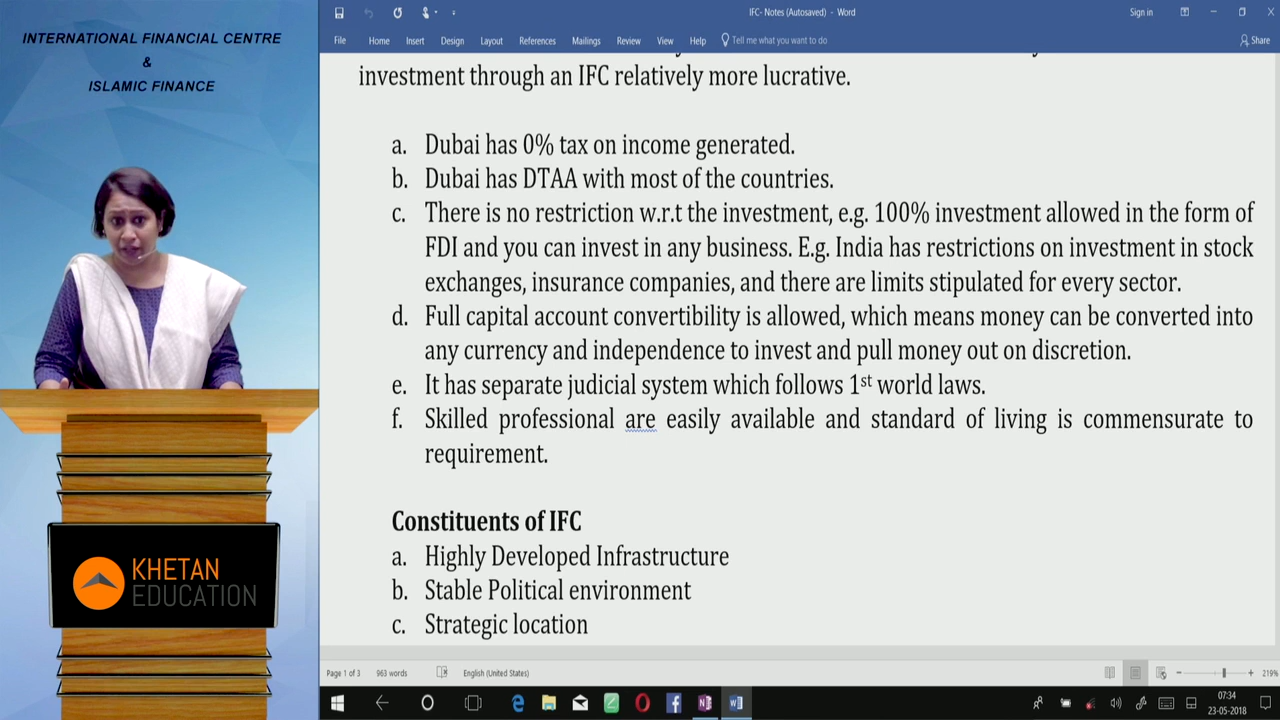 INTERNATIONAL FINANCIAL CENTRE
&
ISLAMIC FINANCE
KHETAN
EDUCATION
IFC- Notes (Autosaved) - Word
Sign in
File Home Insert Design Layout References Mailings Review View Help Tell me what you want to do Share
investment through an IFC relatively more lucrative.
a. Dubai has 0% tax on income generated.
b. Dubai has DTAA with most of the countries.
c. There is no restriction w.r.t the investment, e.g. 100% investment allowed in the form of
FDI and you can invest in any business. E.g. India has restrictions on investment in stock
exchanges, insurance companies, and there are limits stipulated for every sector.
d. Full capital account convertibility is allowed, which means money can be converted into
any currency and independence to invest and pull money out on discretion.
e. It has separate judicial system which follows 1st world laws.
f. Skilled professional are easily available and standard of living is commensurate to
requirement.
Constituents of IFC
a. Highly Developed Infrastructure
b. Stable Political environment
c. Strategic location
Page 1 of 3 963 words English (United States) 219%
07:34
23-05-2018